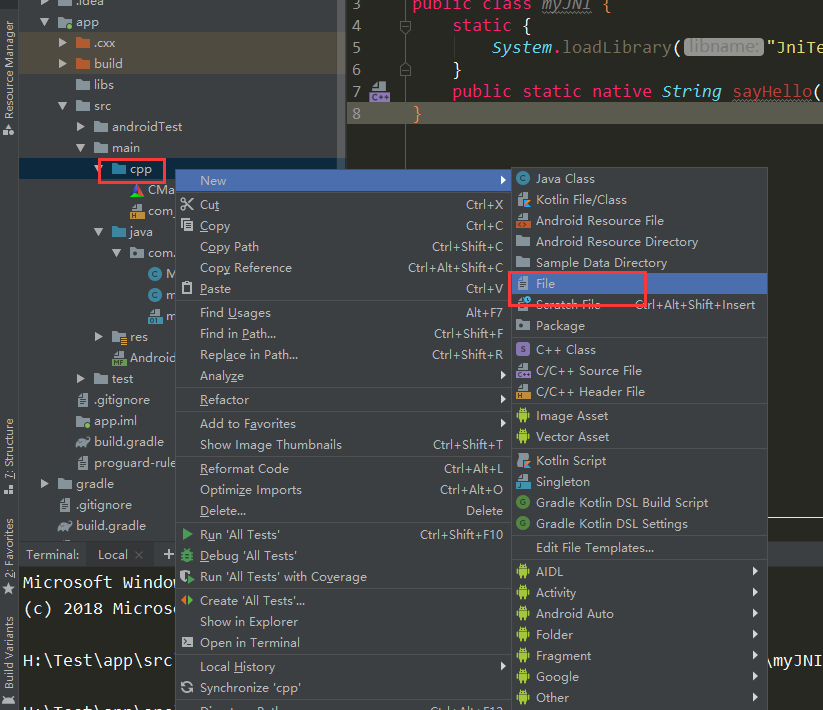 Resource Manager
7: Structure
2: Favorites
Build Variants
.idea
app
.cxx
build
libs
src
androidTest
main
cpp
java
com.
res
test
.gitignore
app.iml
build.gradle
proguard-rule
gradle
.gitignore
build.gradle
3 public class myJNI {
4 static {
5 System.loadLibrary( libname: "JniTe
6 }
7 public static native String sayHello(
8 }
New
Cut Ctrl+X
Copy Ctrl+C
Copy Path Ctrl+Shift+C
Copy Reference Ctrl+Alt+Shift+C
Paste Ctrl+V
Find Usages Alt+F7
Find in Path... Ctrl+Shift+F
Replace in Path... Ctrl+Shift+R
Analyze
Refactor
Add to Favorites
Show Image Thumbnails Ctrl+Shift+T
Reformat Code Ctrl+Alt+L
Optimize Imports Ctrl+Alt+O
Delete... Delete
Run 'All Tests' Ctrl+Shift+F10
Debug 'All Tests'
Run 'All Tests' with Coverage
Create 'All Tests'...
Show in Explorer
Open in Terminal
Local History
Synchronize 'cpp'
Java Class
Kotlin File/Class
Android Resource File
Android Resource Directory
Sample Data Directory
File
Scratch File Ctrl+Alt+Shift+Insert
Package
C++ Class
C/C++ Source File
C/C++ Header File
Image Asset
Vector Asset
Kotlin Script
Singleton
Gradle Kotlin DSL Build Script
Gradle Kotlin DSL Settings
Edit File Templates...
AIDL
Activity
Android Auto
Folder
Fragment
Google
Other
Terminal: Local × +
Microsoft Window
(c) 2018 Micros
H:\Test\app\src \myJNI